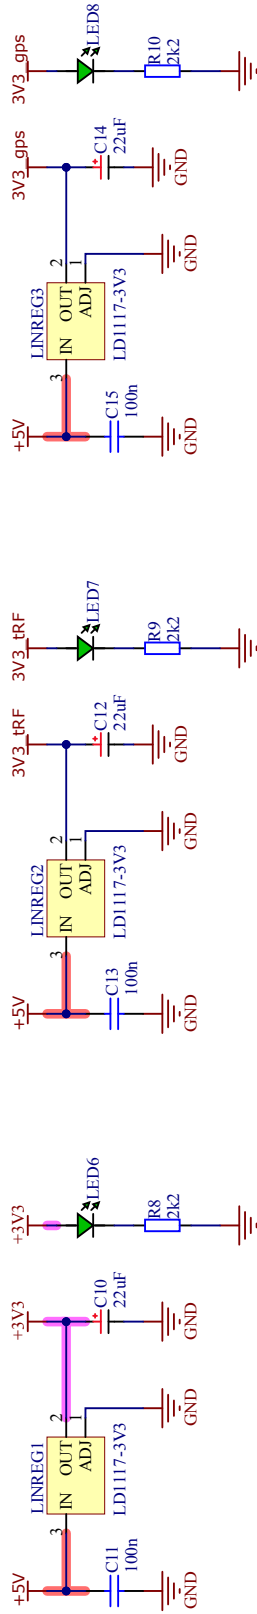 +5V
C11
100n
GND
LINREG1
3
IN
OUT
2
ADJ
1
LD1117-3V3
GND
+3V3
C10
22uF
GND
+3V3
LED6
R8
2k2
+5V
C13
100n
GND
LINREG2
3
IN
OUT
2
ADJ
1
LD1117-3V3
GND
3V3_tRF
C12
22uF
GND
3V3_tRF
LED7
R9
2k2
+5V
C15
100n
GND
LINREG3
3
IN
OUT
2
ADJ
1
LD1117-3V3
GND
3V3_gps
C14
22uF
GND
3V3_gps
LED8
R10
2k2